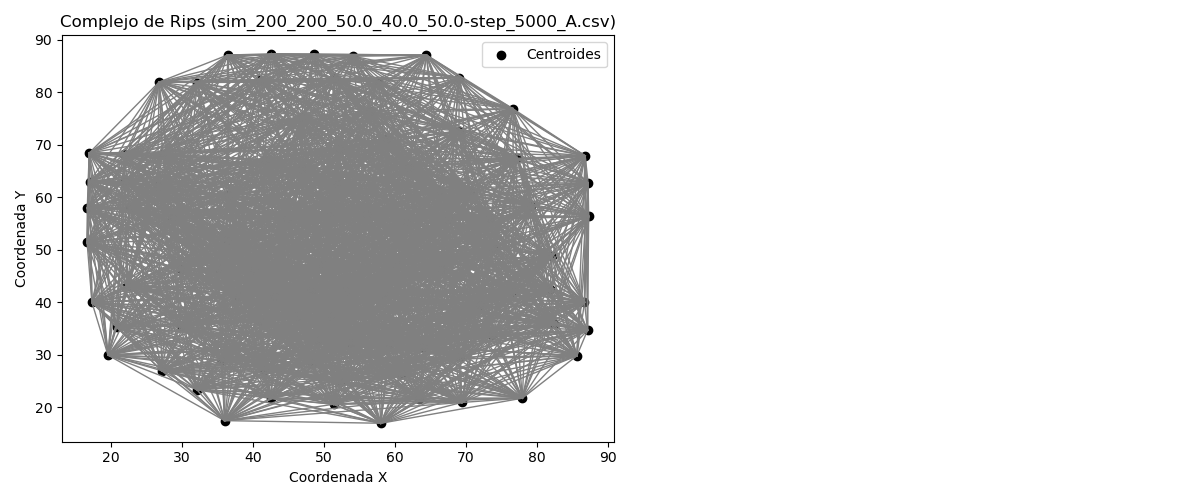 Complejo de Rips (sim_200_200_50.0_40.0_50.0-step_5000_A.csv)
Centroides
90
80
70
60
50
40
30
20
Coordenada Y
20 30 40 50 60 70 80 90
Coordenada X